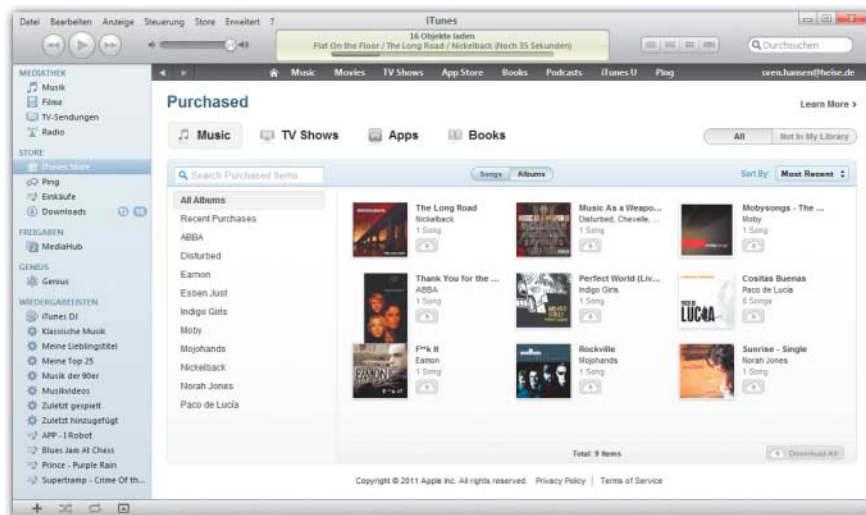 Datei Bearbeiten Anzeige Steuerung Store Erweitert ?
iTunes
16 Objekte laden
Flat On the Floor / The Long Road / Nickelback (Noch 35 Sekunden)
Durchsuchen
Music Movies TV Shows App Store Books Podcasts iTunes U Ping
sven.hansen@heise.de
MEDIATHEK
Musik
Filme
TV-Sendungen
Radio
STORE
iTunes Store
Ping
Einkäufe
Downloads
FREIGABEN
MediaHub
GENIUS
Genius
WIEDERGABELISTEN
iTunes DJ
Klassische Musik
Meine Lieblingstitel
Meine Top 25
Musik der 90er
Musikvideos
Zuletzt gespielt
Zuletzt hinzugefügt
APP - I Robot
Blues Jam At Chess
Prince - Purple Rain
Supertramp - Crime Of th...
Purchased
Learn More >
Music TV Shows Apps Books
All Not In My Library
Search Purchased Items
Songs Albums
Sort By: Most Recent
All Albums
Recent Purchases
ABBA
Disturbed
Eamon
Esben Just
Indigo Girls
Moby
Mojohands
Nickelback
Norah Jones
Paco de Lucía
The Long Road
Nickelback
1 Song
Music As a Weapo...
Disturbed, Chevelle, ...
1 Song
Mobysongs - The ...
Moby
1 Song
Thank You for the ...
ABBA
1 Song
Perfect World (Liv...
Indigo Girls
1 Song
LUCÍA
Cositas Buenas
Paco de Lucía
8 Songs
EAMON
F**k It
Eamon
1 Song
Rockville
Mojohands
1 Song
Sunrise - Single
Norah Jones
1 Song
Total: 9 Items
Download All
Copyright © 2011 Apple Inc. All rights reserved. Privacy Policy | Terms of Service